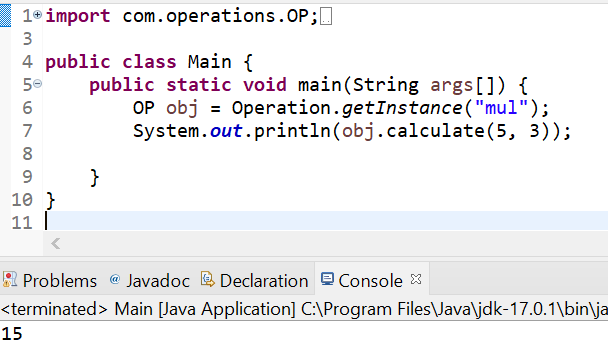 1 import com.operations.OP;
3
4 public class Main {
5 public static void main(String args[]) {
6 OP obj = Operation.getInstance("mul");
7 System.out.println(obj.calculate(5, 3));
8
9 }
10 }
11
Problems @ Javadoc Declaration Console
<terminated> Main [Java Application] C:\Program Files\Java\jdk-17.0.1\bin\ja
15